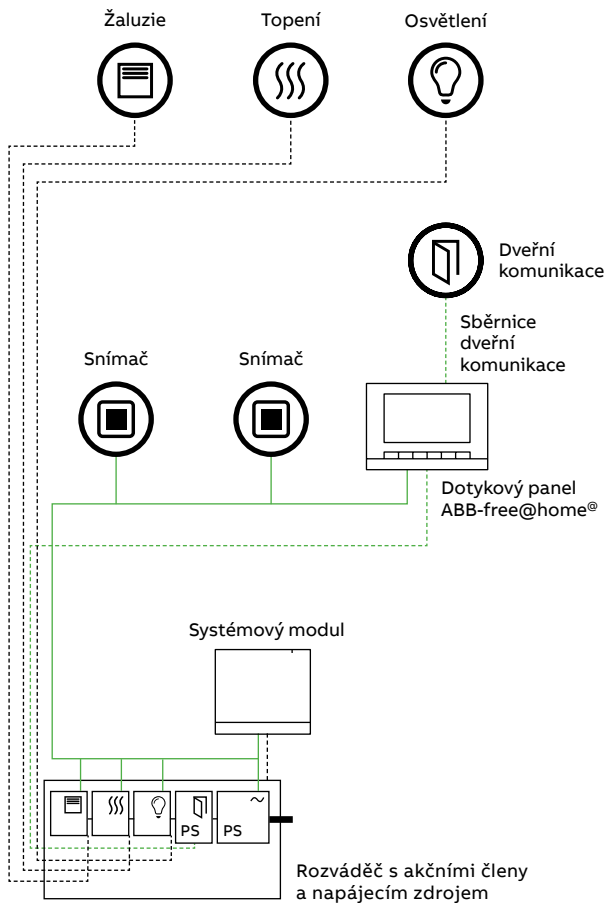 Žaluzie
Topení
Osvětlení
Dveřní
komunikace
Sběrnice
dveřní
komunikace
Snímač
Snímač
Dotykový panel
ABB-free@home®
Systémový modul
PS
PS
Rozváděč s akčními členy
a napájecím zdrojem